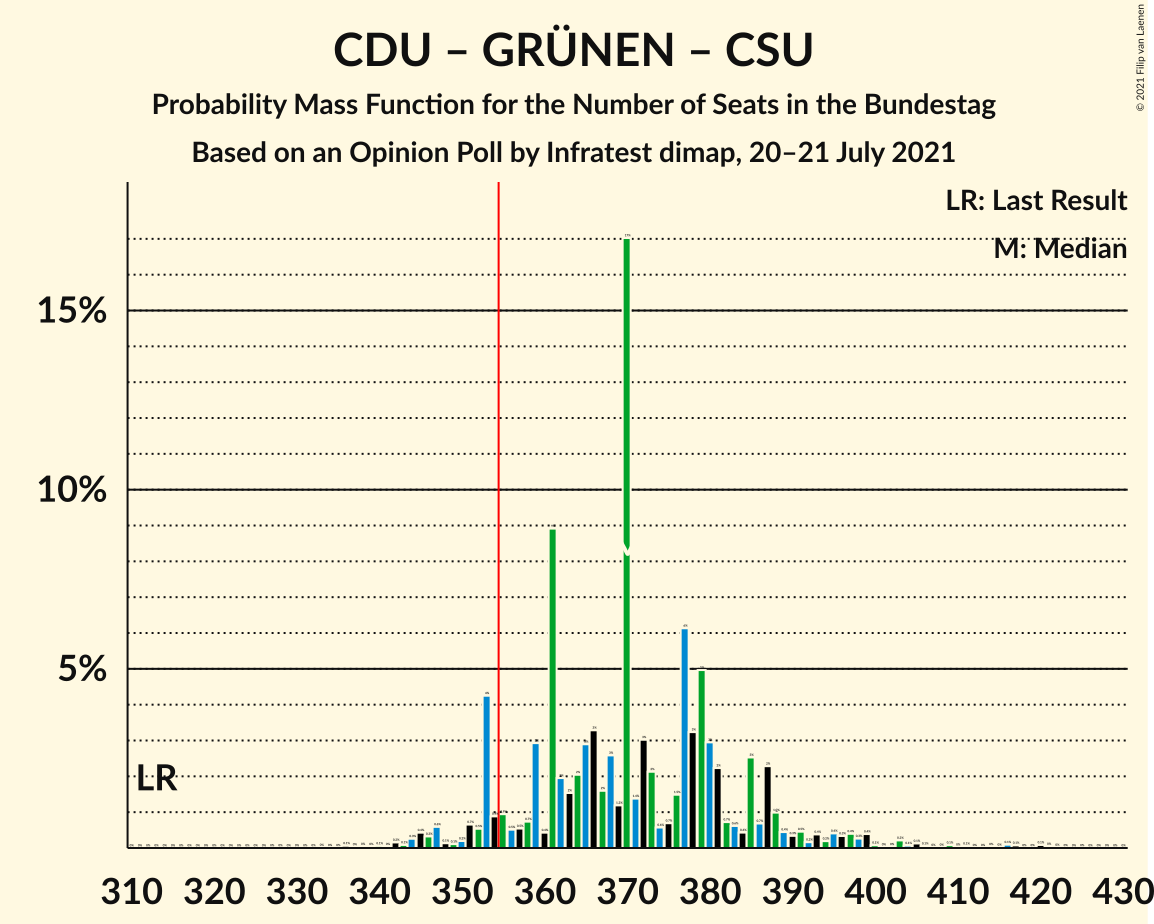 CDU – GRÜNEN – CSU
Probability Mass Function for the Number of Seats in the Bundestag
Based on an Opinion Poll by Infratest dimap, 20–21 July 2021
© 2021 Filip van Laenen
LR: Last Result
M: Median
15%
10%
5%
LR
310 320 330 340 350 360 370 380 390 400 410 420 430